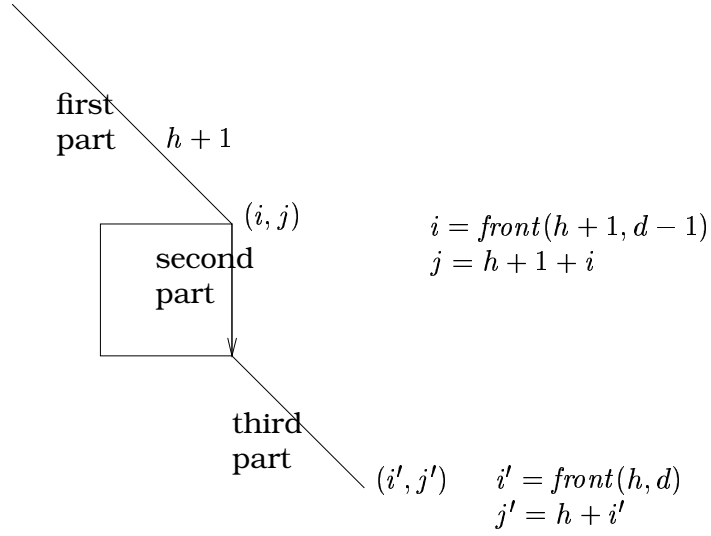 first
part
h + 1
(i, j)
i = front(h + 1, d − 1)
j = h + 1 + i
second
part
third
part
(i′, j′)
i′ = front(h, d)
j′ = h + i′